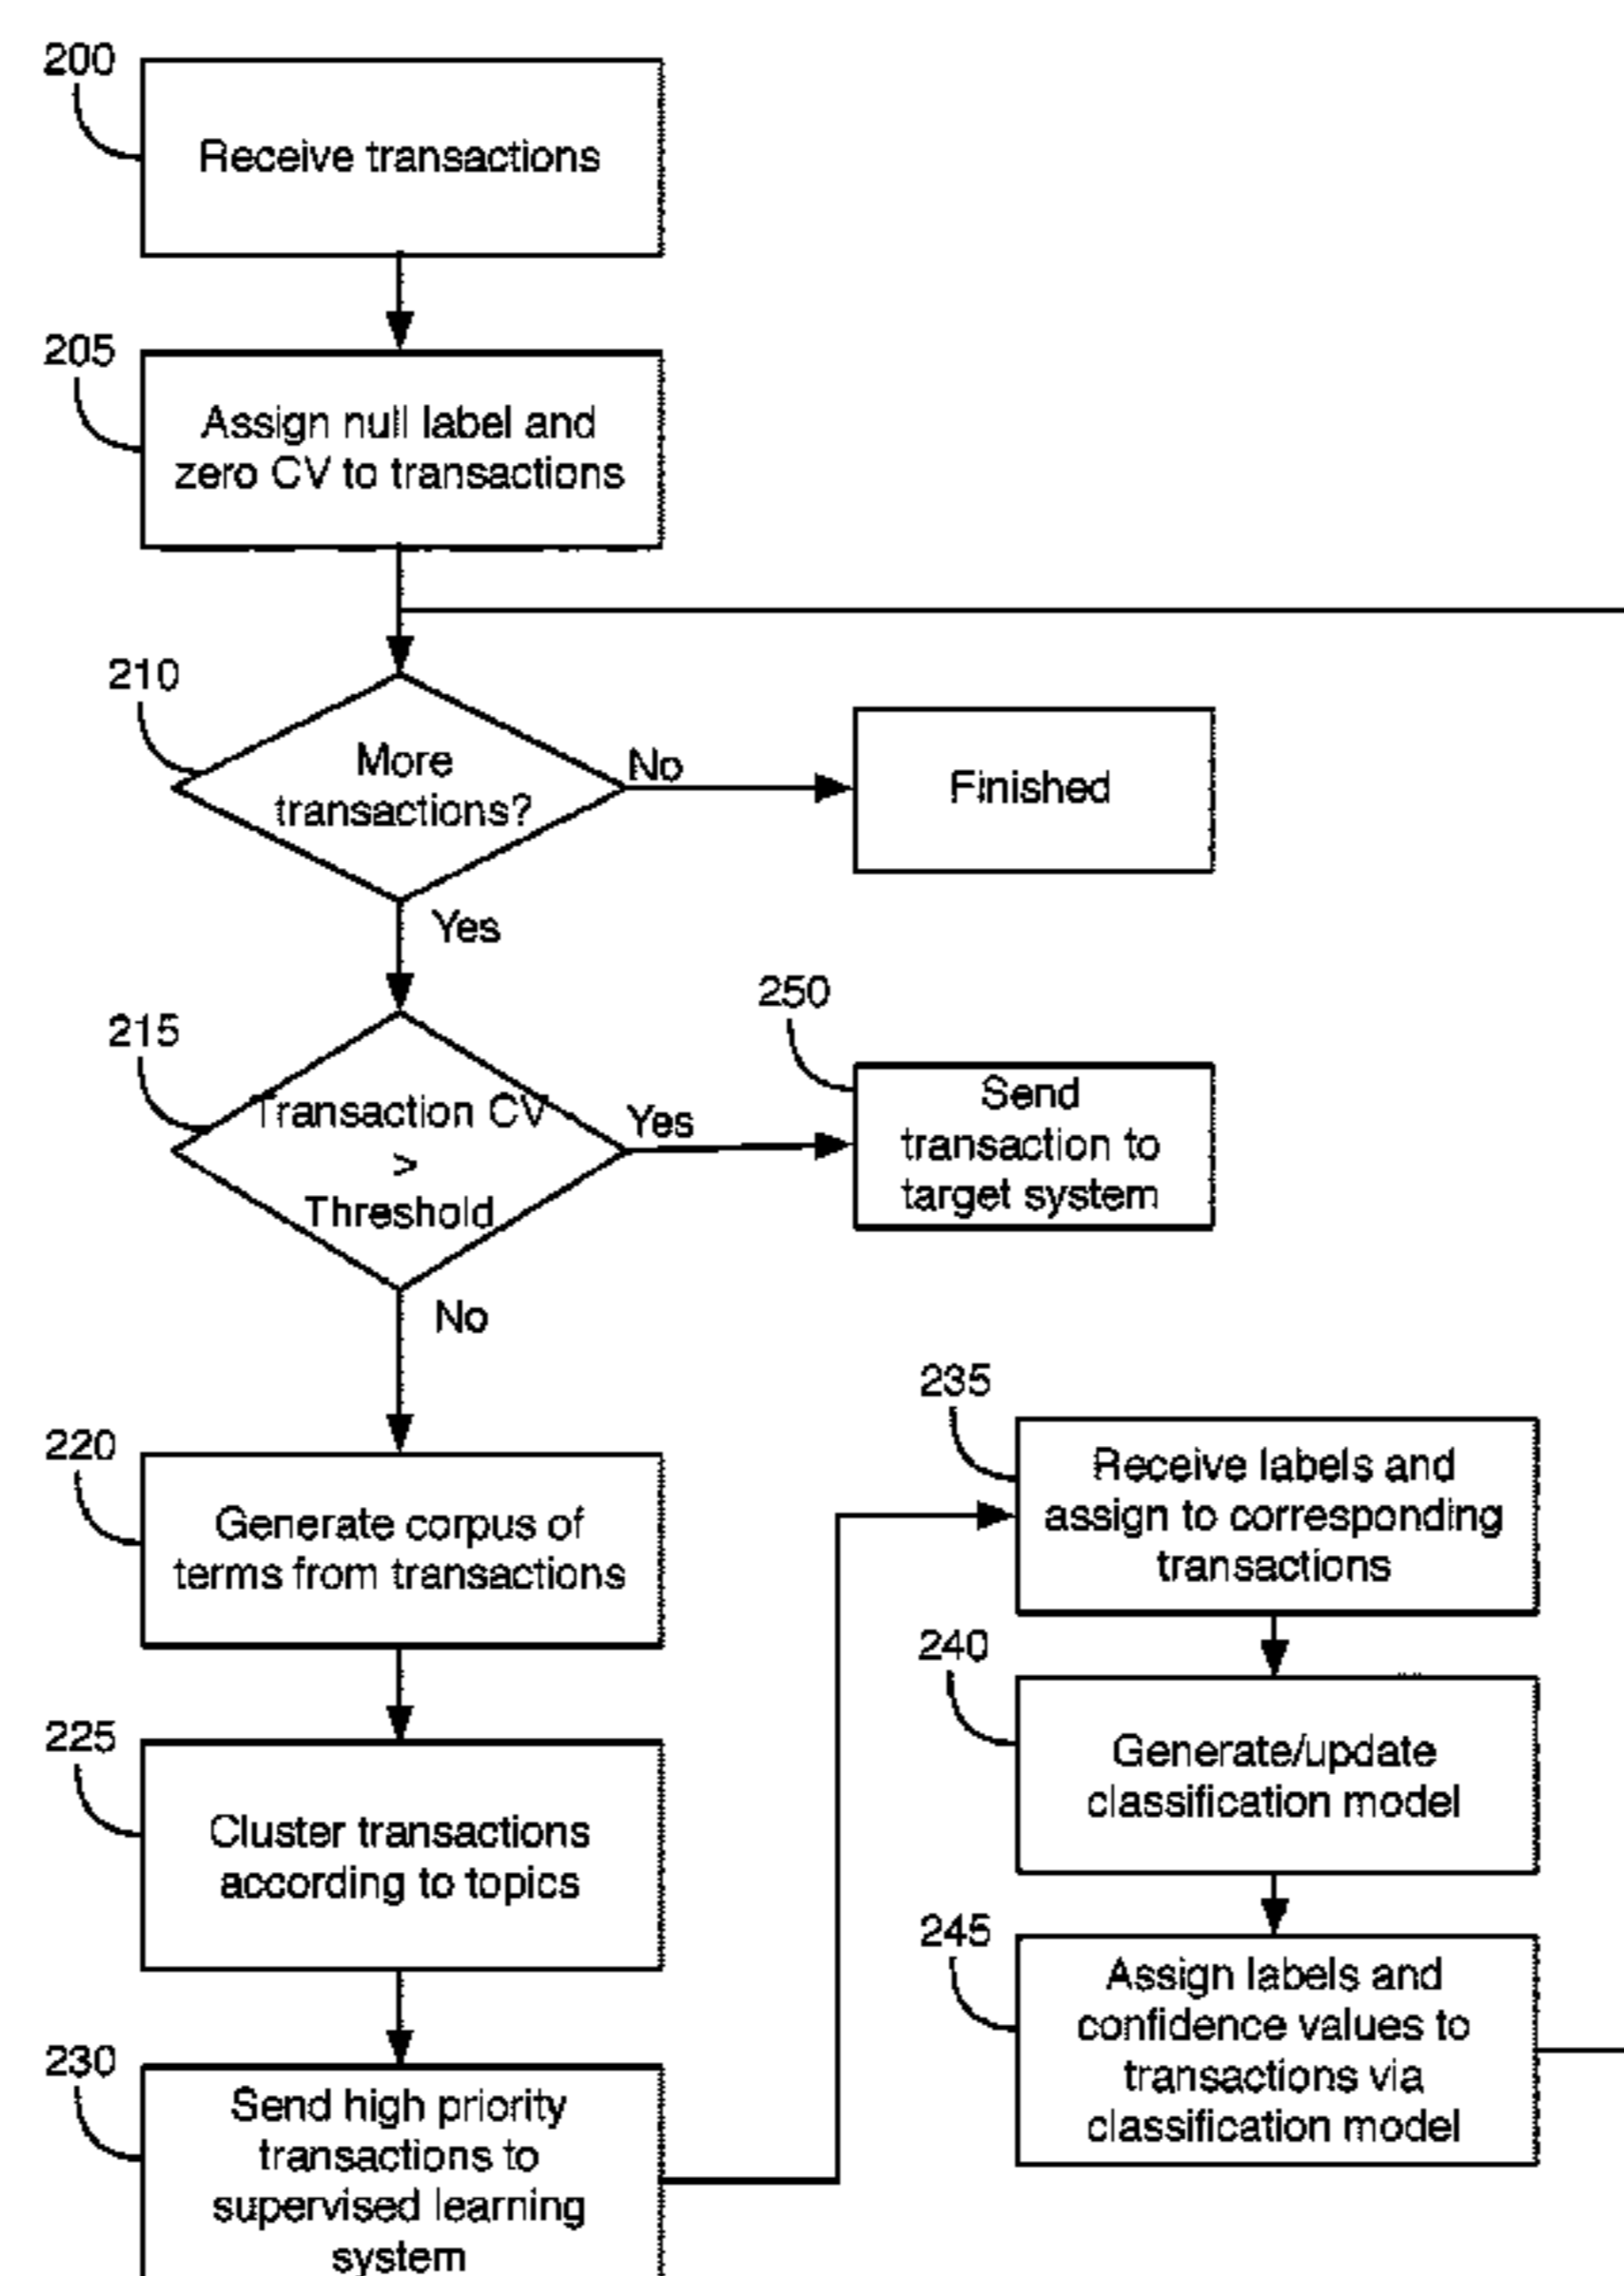 200
Receive transactions
205
Assign null label and
zero CV to transactions
210
More
transactions?
No
Finished
Yes
215
Transaction CV
>
Threshold
Yes
250
Send
transaction to
target system
No
220
Generate corpus of
terms from transactions
225
Cluster transactions
according to topics
230
Send high priority
transactions to
supervised learning
system
235
Receive labels and
assign to corresponding
transactions
240
Generate/update
classification model
245
Assign labels and
confidence values to
transactions via
classification model